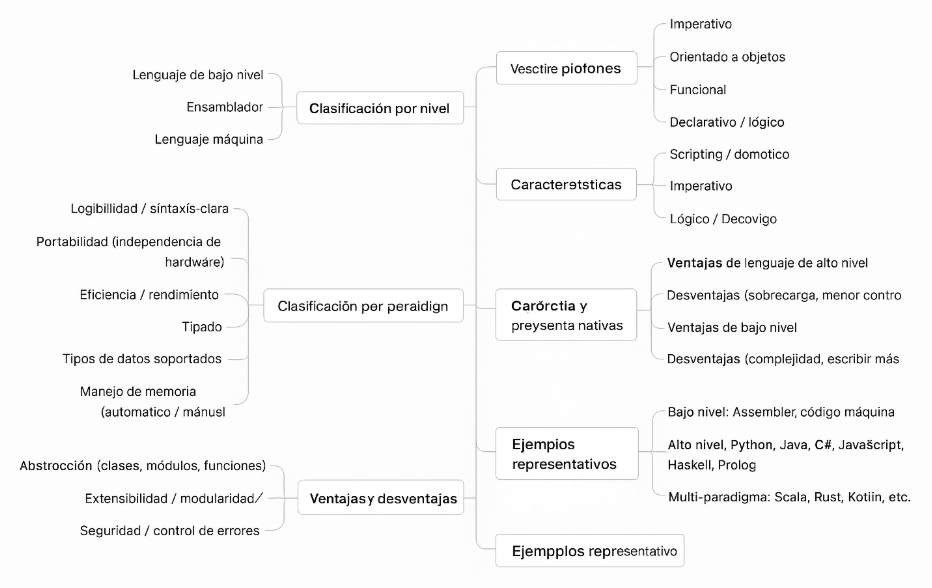 Clasificación por nivel
Lenguaje de bajo nivel
Ensamblador
Lenguaje máquina
Clasificación per peraidign
Logibillidad / síntaxís-clara
Portabilidad (independencia de
hardwáre)
Eficiencia / rendimiento
Tipado
Tipos de datos soportados
Manejo de memoria
(automatico / mánusl
Ventajas y desventajas
Abstrocción (clases, módulos, funciones)
Extensibilidad / modularidad/
Seguridad / control de errores
Vesctire piofones
Imperativo
Orientado a objetos
Funcional
Declarativo / lógico
Caracteretsticas
Scripting / domotico
Imperativo
Lógico / Decovigo
Carórctia y
preysenta nativas
Ventajas de lenguaje de alto nivel
Desventajas (sobrecarga, menor contro
Ventajas de bajo nivel
Desventajas (complejidad, escribir más
Ejempios
representativos
Bajo nivel: Assembler, código máquina
Alto nivel, Python, Java, C#, JavaŠcript,
Haskell, Prolog
Multi-paradigma: Scala, Rust, Kotiin, etc.
Ejempplos representativo